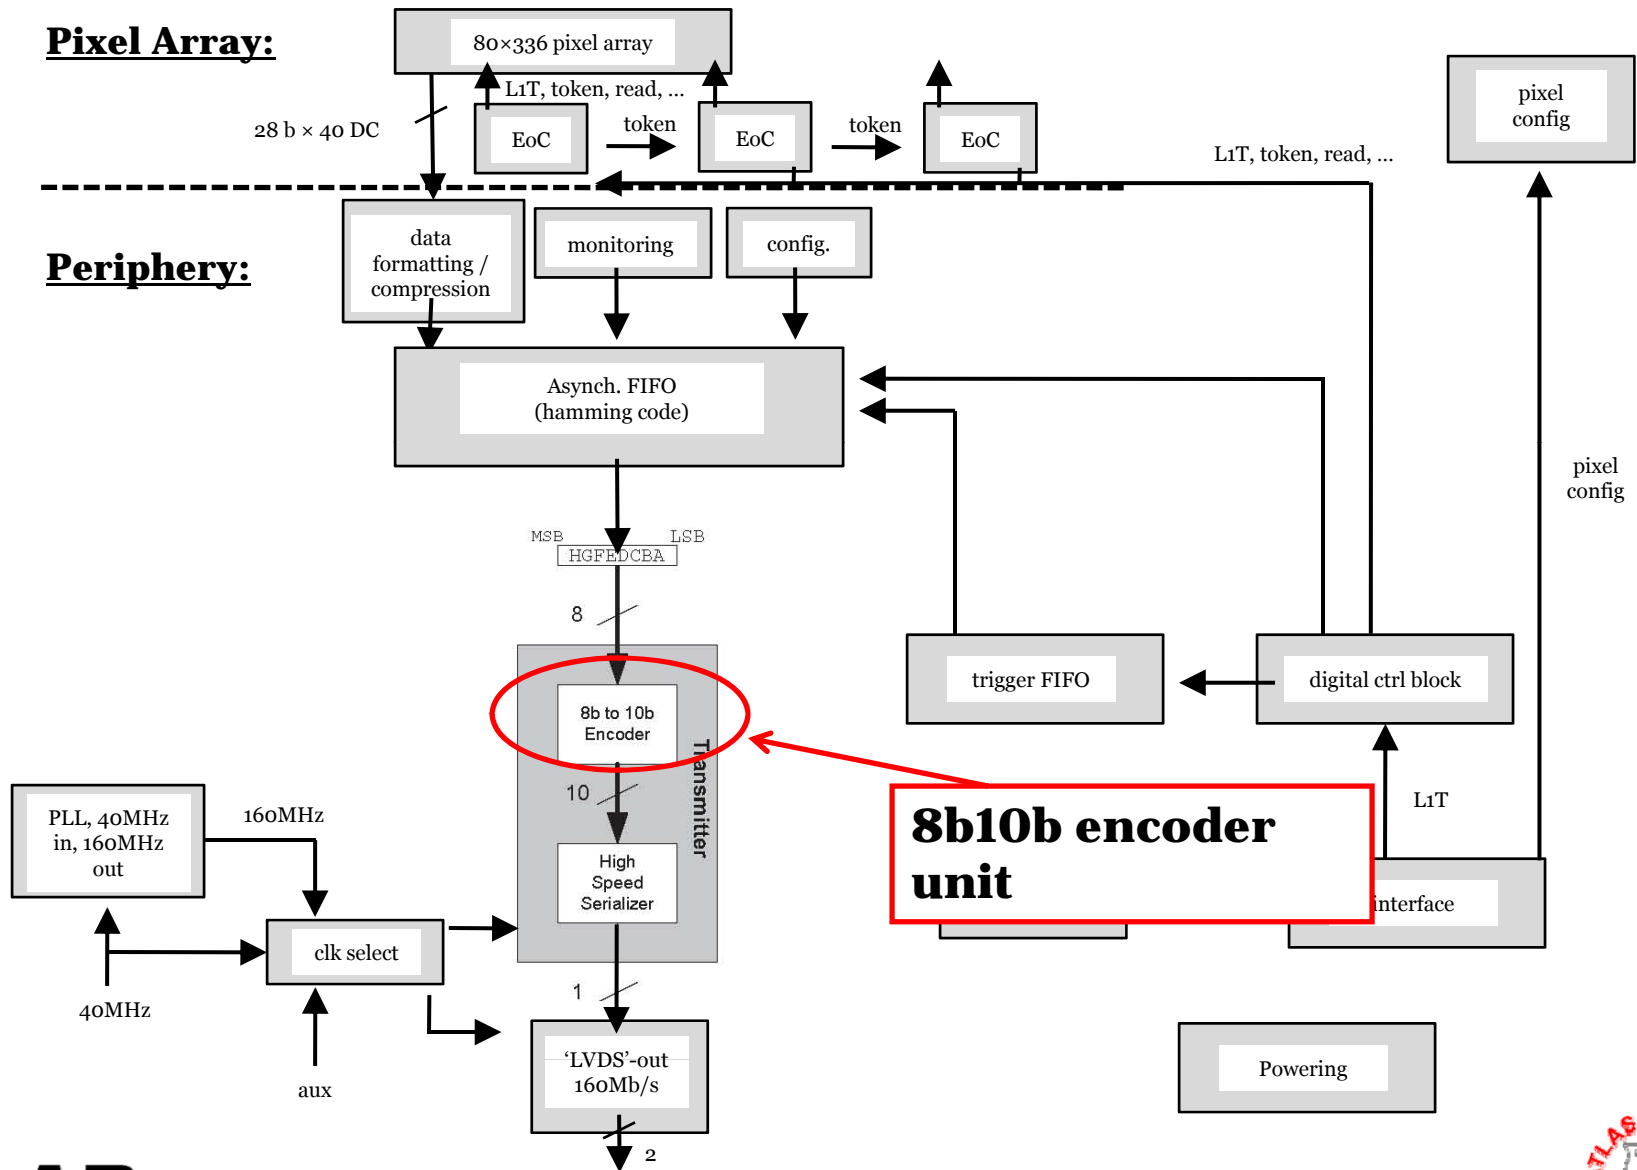 Pixel Array:
80×336 pixel array
L1T, token, read, ...
28 b × 40 DC
EoC
token
EoC
token
EoC
L1T, token, read, ...
pixel
config
Periphery:
data
formatting /
compression
monitoring
config.
Asynch. FIFO
(hamming code)
pixel
config
MSB
LSB
HGFEDCBA
8
trigger FIFO
digital ctrl block
8b to 10b
Encoder
Transmitter
10
PLL, 40MHz
in, 160MHz
out
160MHz
High
Speed
Serializer
8b10b encoder
unit
L1T
interface
clk select
40MHz
1
aux
'LVDS'-out
160Mb/s
Powering
2
ATLAS